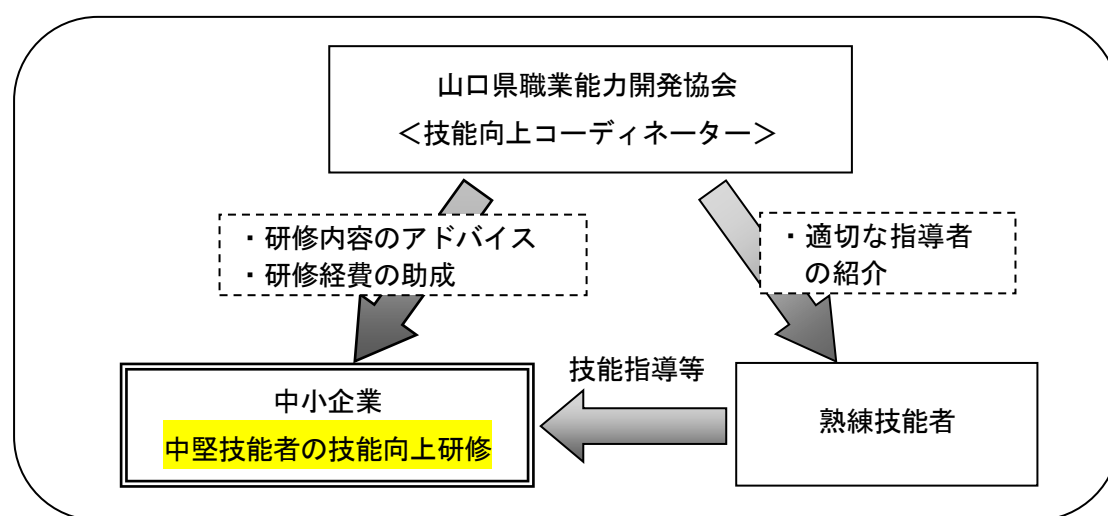 山口県職業能力開発協会
＜技能向上コーディネーター＞
・研修内容のアドバイス
・研修経費の助成
・適切な指導者
の紹介
技能指導等
中小企業
中堅技能者の技能向上研修
熟練技能者